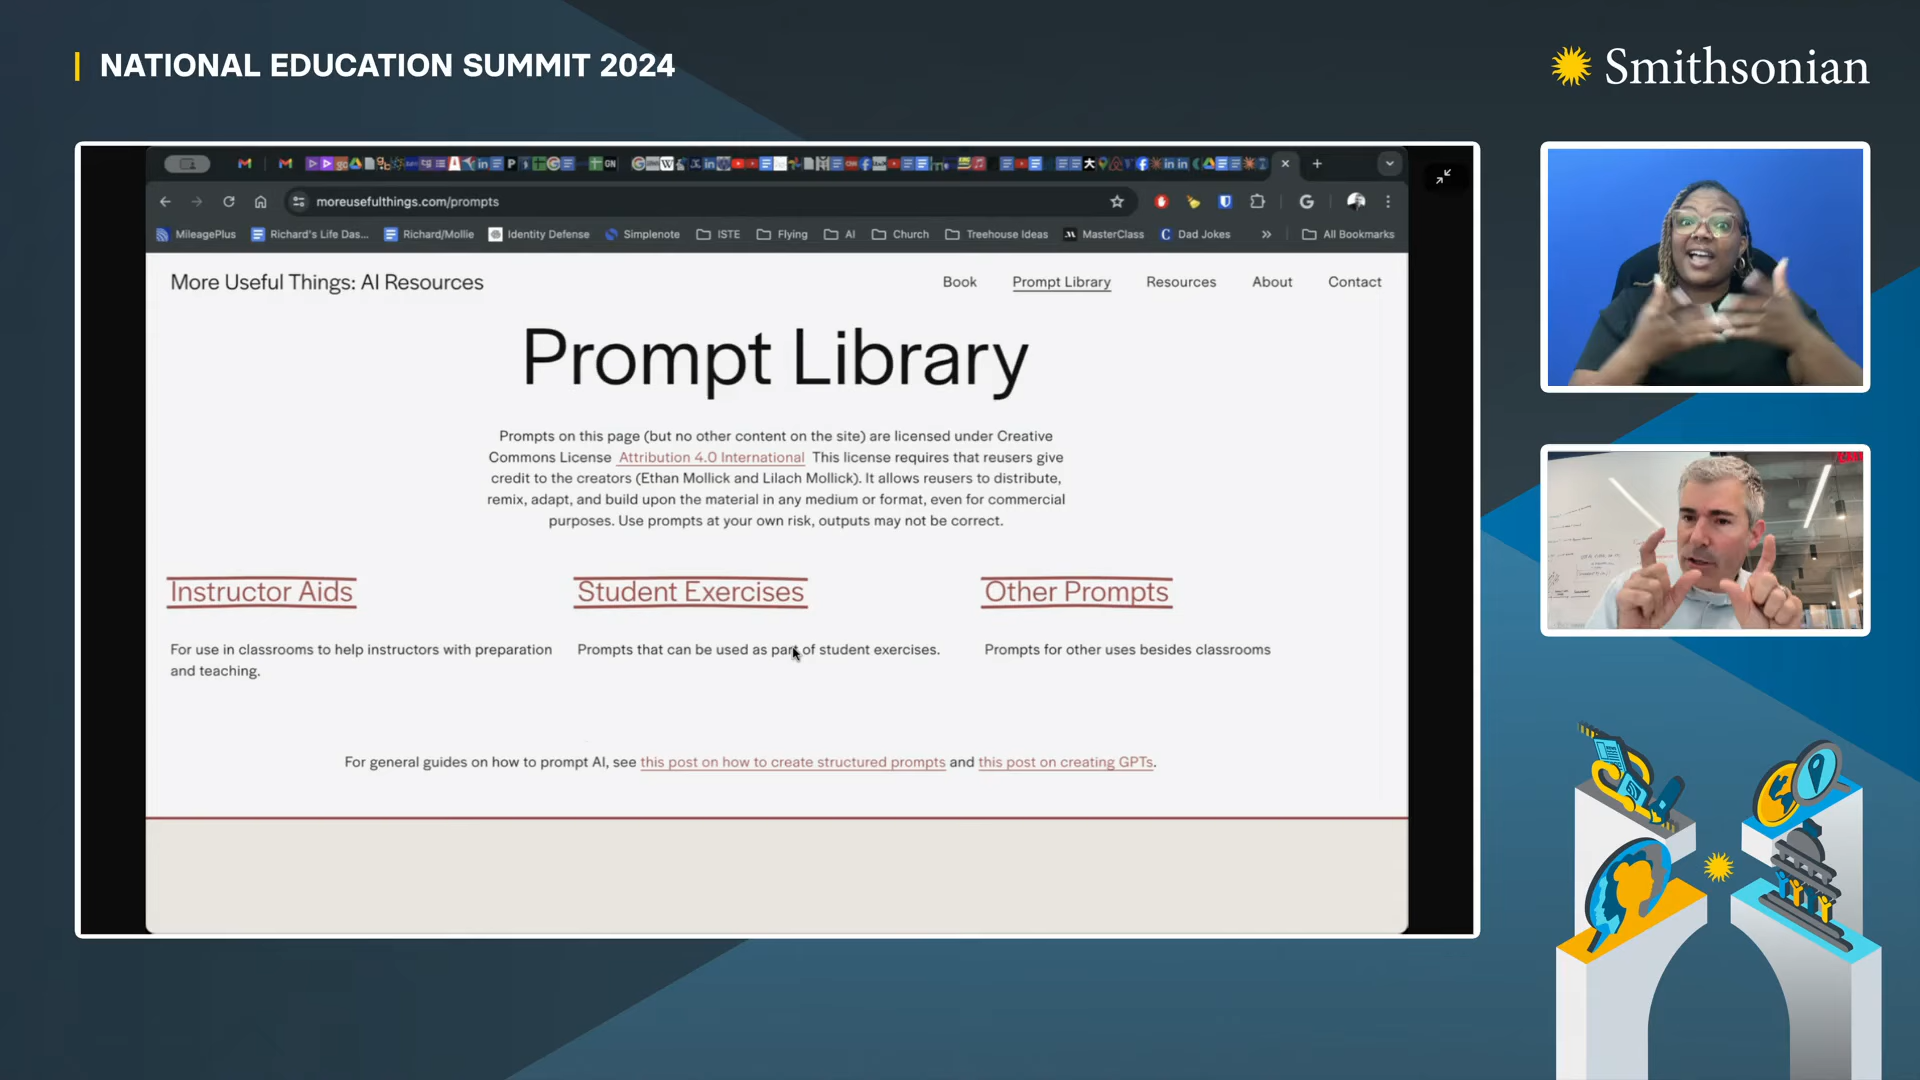 NATIONAL EDUCATION SUMMIT 2024
Smithsonian
moreusefulthings.com/prompts
MileagePlus Richard's Life Das... Richard/Mollie Identity Defense Simplenote ISTE Flying AI Church Treehouse Ideas MasterClass Dad Jokes » All Bookmarks
More Useful Things: AI Resources
Book Prompt Library Resources About Contact
Prompt Library
Prompts on this page (but no other content on the site) are licensed under Creative
Commons License Attribution 4.0 International This license requires that reusers give
credit to the creators (Ethan Mollick and Lilach Mollick). It allows reusers to distribute,
remix, adapt, and build upon the material in any medium or format, even for commercial
purposes. Use prompts at your own risk, outputs may not be correct.
Instructor Aids
For use in classrooms to help instructors with preparation
and teaching.
Student Exercises
Prompts that can be used as part of student exercises.
Other Prompts
Prompts for other uses besides classrooms
For general guides on how to prompt AI, see this post on how to create structured prompts and this post on creating GPTs.